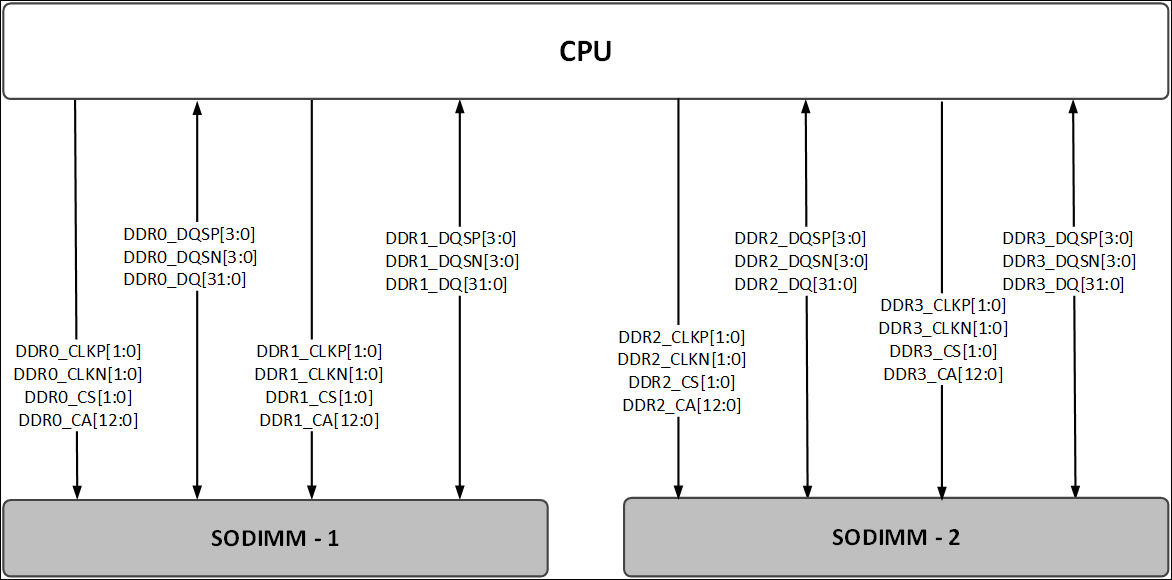 CPU
DDR0_DQSP[3:0]
DDR0_DQSN[3:0]
DDR0_DQ[31:0]
DDR1_DQSP[3:0]
DDR1_DQSN[3:0]
DDR1_DQ[31:0]
DDR2_DQSP[3:0]
DDR2_DQSN[3:0]
DDR2_DQ[31:0]
DDR3_DQSP[3:0]
DDR3_DQSN[3:0]
DDR3_DQ[31:0]
DDR0_CLKP[1:0]
DDR0_CLKN[1:0]
DDR0_CS[1:0]
DDR0_CA[12:0]
DDR1_CLKP[1:0]
DDR1_CLKN[1:0]
DDR1_CS[1:0]
DDR1_CA[12:0]
DDR2_CLKP[1:0]
DDR2_CLKN[1:0]
DDR2_CS[1:0]
DDR2_CA[12:0]
DDR3_CLKP[1:0]
DDR3_CLKN[1:0]
DDR3_CS[1:0]
DDR3_CA[12:0]
SODIMM - 1
SODIMM - 2